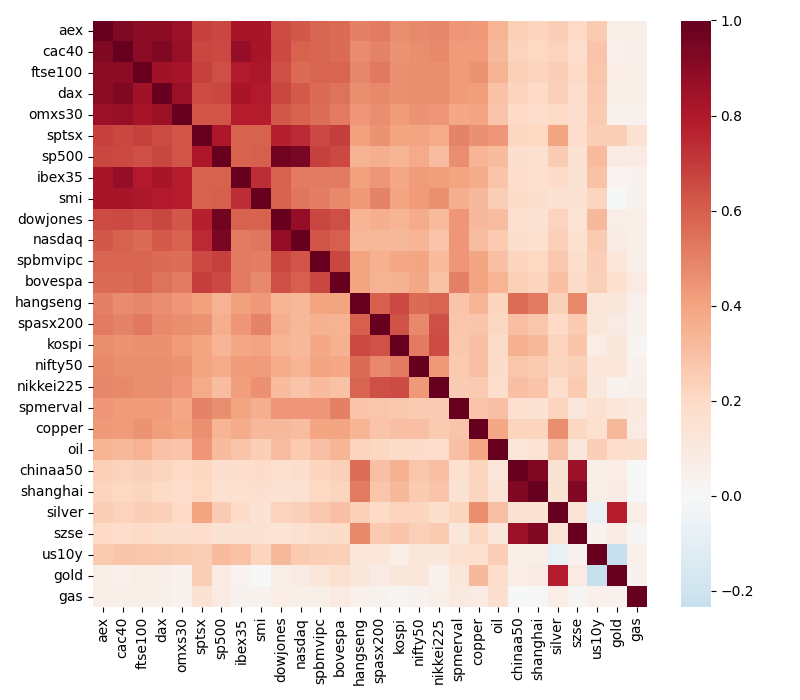 aex
cac40
ftse100
dax
omxs30
sptsx
sp500
ibex35
smi
dowjones
nasdaq
spbmvipc
bovespa
hangseng
spasx200
kospi
nifty50
nikkei225
spmerval
copper
oil
chinaa50
shanghai
silver
szse
us10y
gold
gas
aex
cac40
ftse100
dax
omxs30
sptsx
sp500
ibex35
smi
dowjones
nasdaq
spbmvipc
bovespa
hangseng
spasx200
kospi
nifty50
nikkei225
spmerval
copper
oil
chinaa50
shanghai
silver
szse
us10y
gold
gas
1.0
0.8
0.6
0.4
0.2
0.0
−0.2